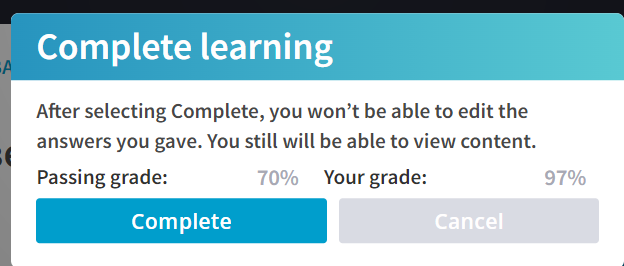 Complete learning
After selecting Complete, you won’t be able to edit the
answers you gave. You still will be able to view content.
Passing grade: 70% Your grade: 97%
Complete Cancel